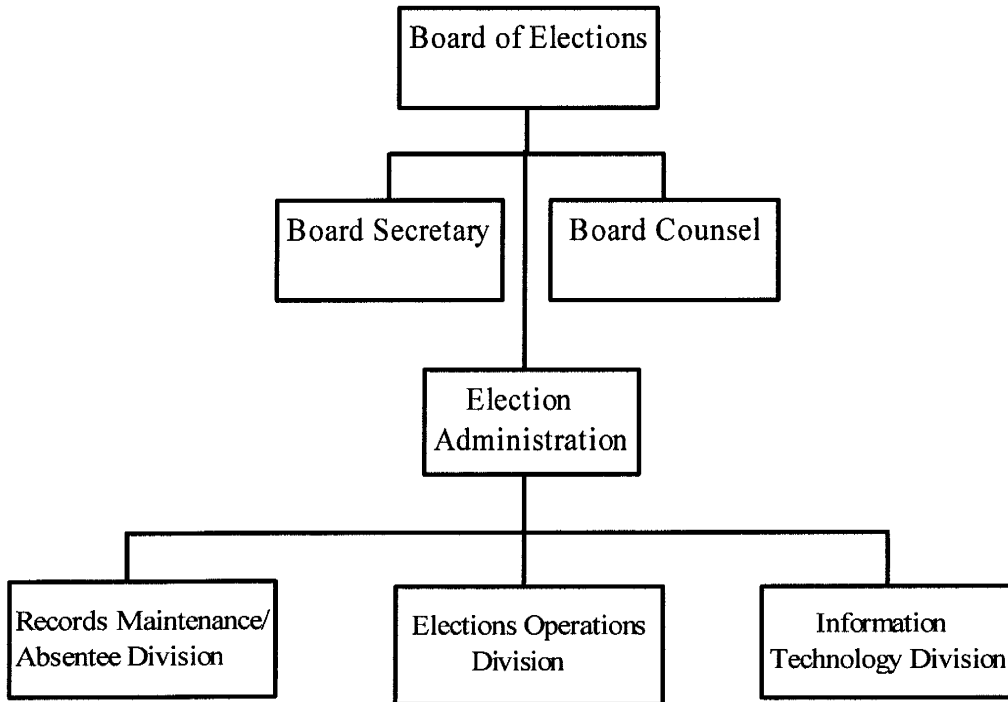 Board of Elections
Board Secretary
Board Counsel
Election
Administration
Records Maintenance/
Absentee Division
Elections Operations
Division
Information
Technology Division